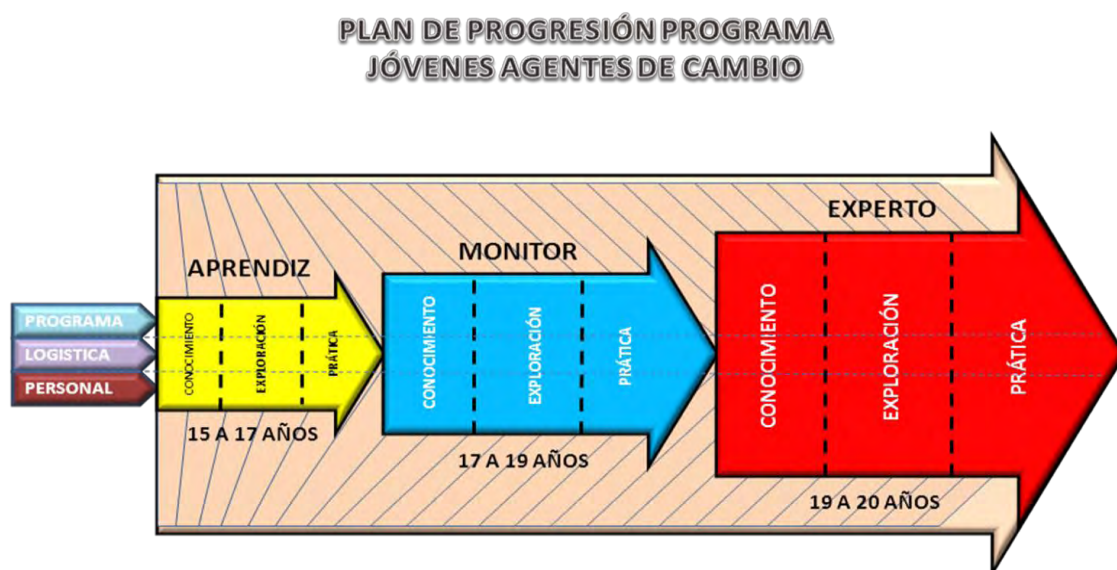 PLAN DE PROGRESIÓN PROGRAMA
JÓVENES AGENTES DE CAMBIO
PROGRAMA
LOGISTICA
PERSONAL
APRENDIZ
CONOCIMIENTO
EXPLORACIÓN
PRÁTICA
15 A 17 AÑOS
MONITOR
CONOCIMIENTO
EXPLORACIÓN
PRÁTICA
17 A 19 AÑOS
EXPERTO
CONOCIMIENTO
EXPLORACIÓN
PRÁTICA
19 A 20 AÑOS